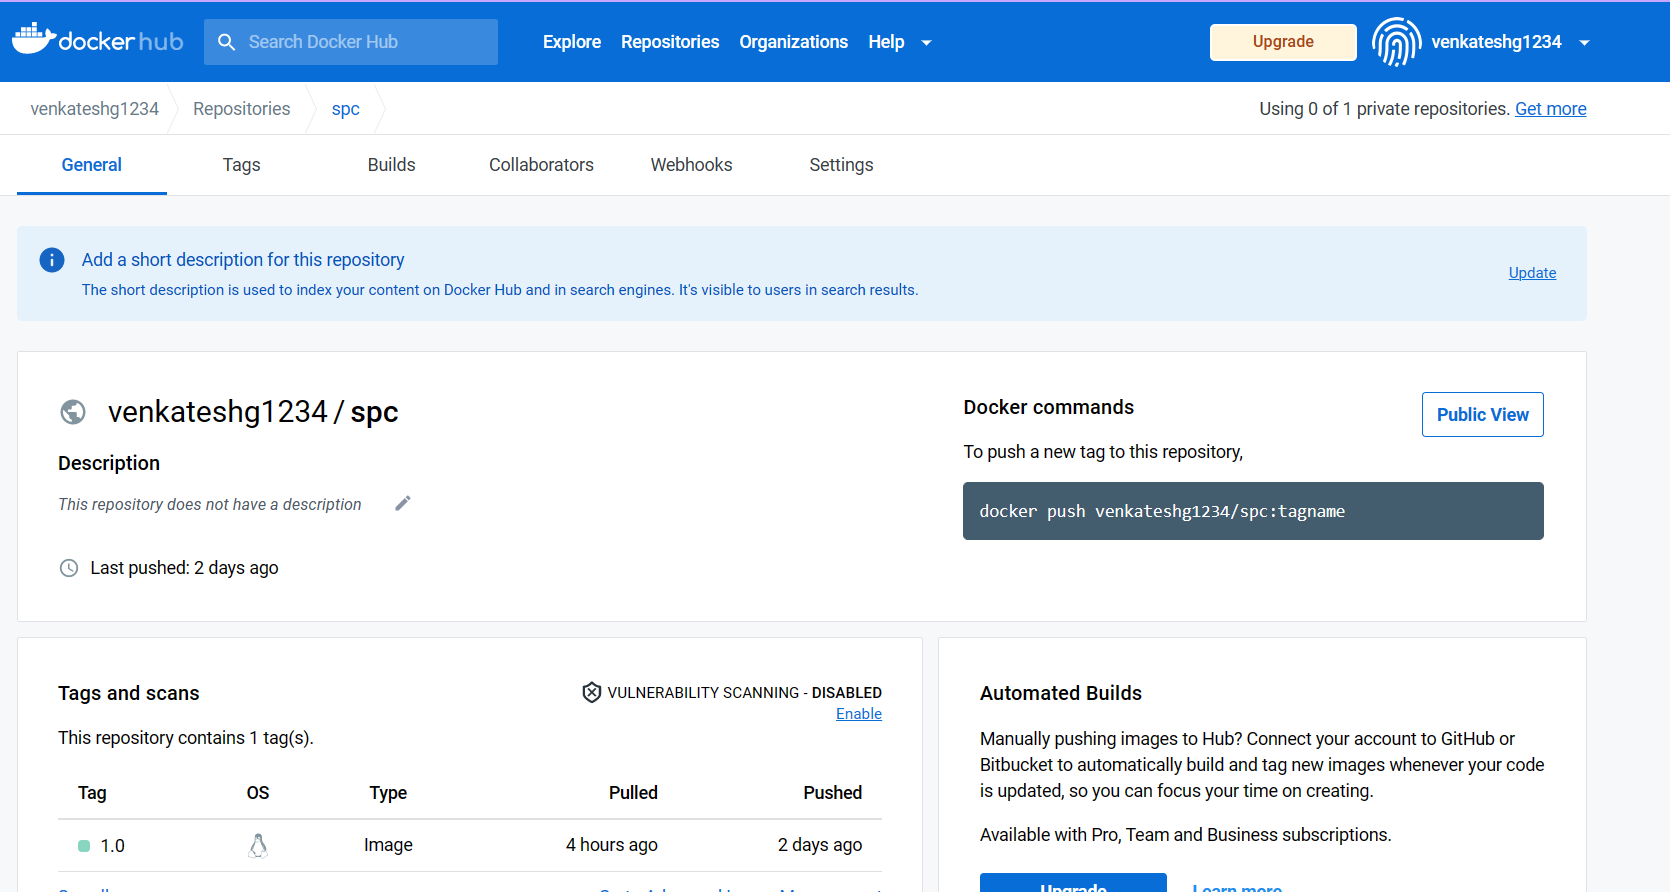 docker hub
Search Docker Hub
Explore Repositories Organizations Help
Upgrade
venkateshg1234
venkateshg1234 Repositories spc
Using 0 of 1 private repositories. Get more
General Tags Builds Collaborators Webhooks Settings
Add a short description for this repository
The short description is used to index your content on Docker Hub and in search engines. It's visible to users in search results.
Update
venkateshg1234 / spc
Description
This repository does not have a description
Last pushed: 2 days ago
Docker commands
Public View
To push a new tag to this repository,
docker push venkateshg1234/spc:tagname
Tags and scans
VULNERABILITY SCANNING - DISABLED
Enable
This repository contains 1 tag(s).
Tag OS Type Pulled Pushed
1.0 Image 4 hours ago 2 days ago
Automated Builds
Manually pushing images to Hub? Connect your account to GitHub or
Bitbucket to automatically build and tag new images whenever your code
is updated, so you can focus your time on creating.
Available with Pro, Team and Business subscriptions.
Upgrade Learn more